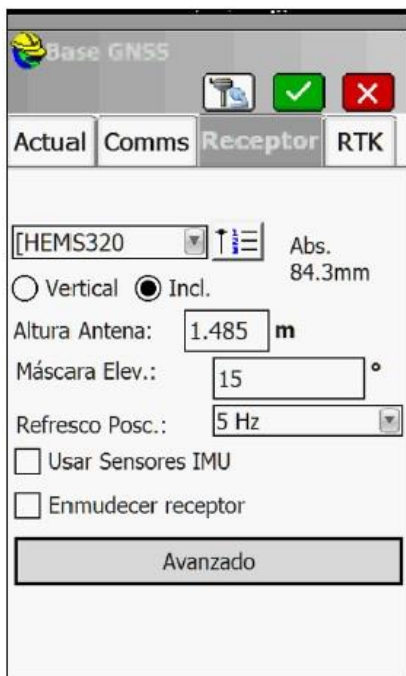 Base GNSS
Actual Comms Receptor RTK
[HEMS320
Abs.
84.3mm
Vertical Incl.
Altura Antena: 1.485 m
Máscara Elev.: 15 °
Refresco Posc.: 5 Hz
Usar Sensores IMU
Enmudecer receptor
Avanzado